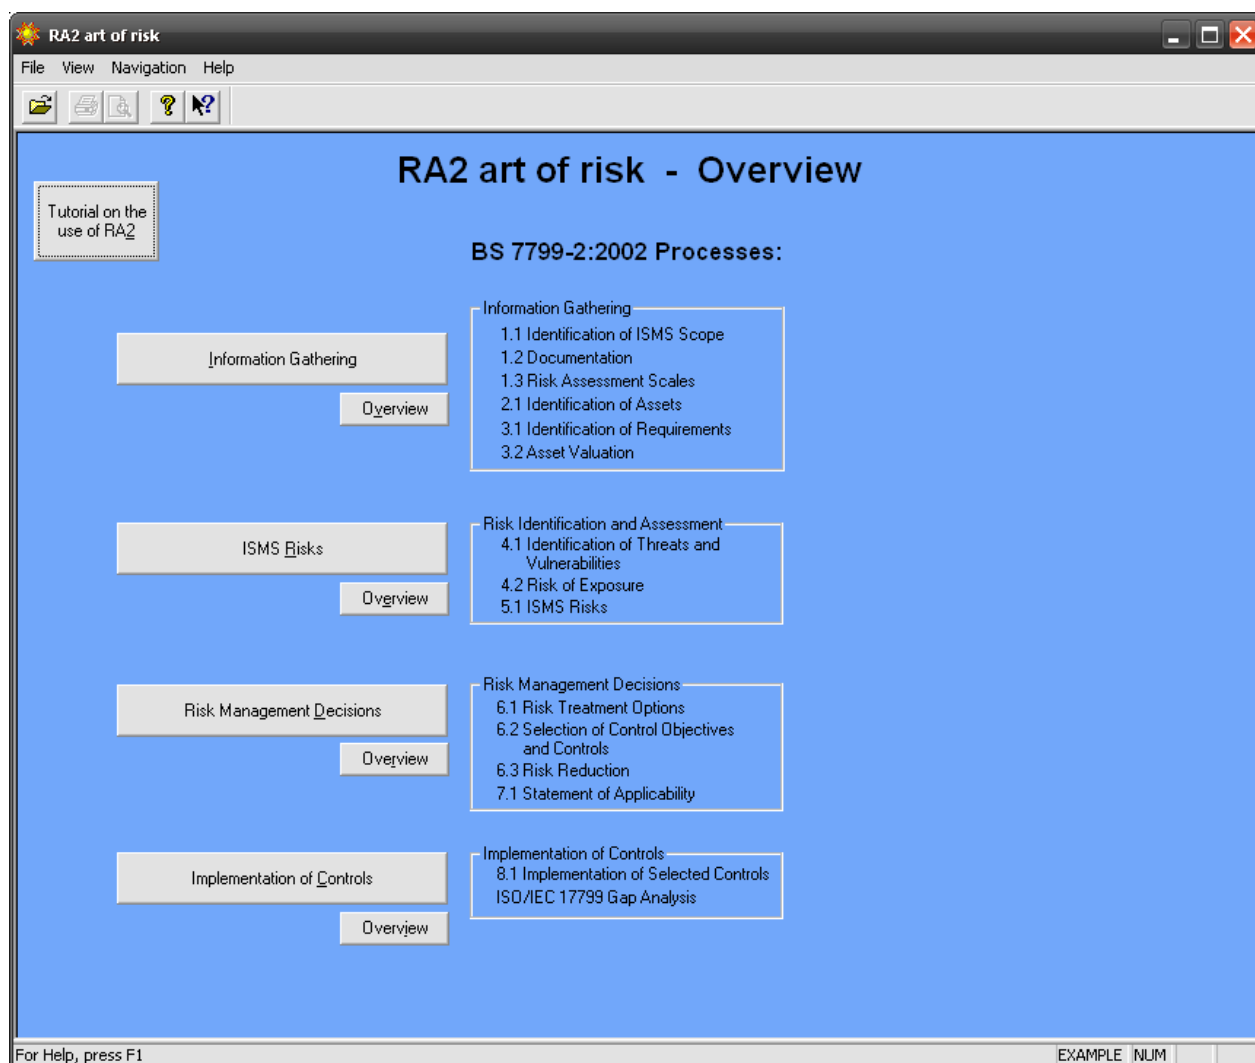 RA2 art of risk
File View Navigation Help
RA2 art of risk - Overview
Tutorial on the
use of RA2
BS 7799-2:2002 Processes:
Information Gathering
Overview
Information Gathering
1.1 Identification of ISMS Scope
1.2 Documentation
1.3 Risk Assessment Scales
2.1 Identification of Assets
3.1 Identification of Requirements
3.2 Asset Valuation
ISMS Risks
Overview
Risk Identification and Assessment
4.1 Identification of Threats and
Vulnerabilities
4.2 Risk of Exposure
5.1 ISMS Risks
Risk Management Decisions
Overview
Risk Management Decisions
6.1 Risk Treatment Options
6.2 Selection of Control Objectives
and Controls
6.3 Risk Reduction
7.1 Statement of Applicability
Implementation of Controls
Overview
Implementation of Controls
8.1 Implementation of Selected Controls
ISO/IEC 17799 Gap Analysis
For Help, press F1
EXAMPLE NUM